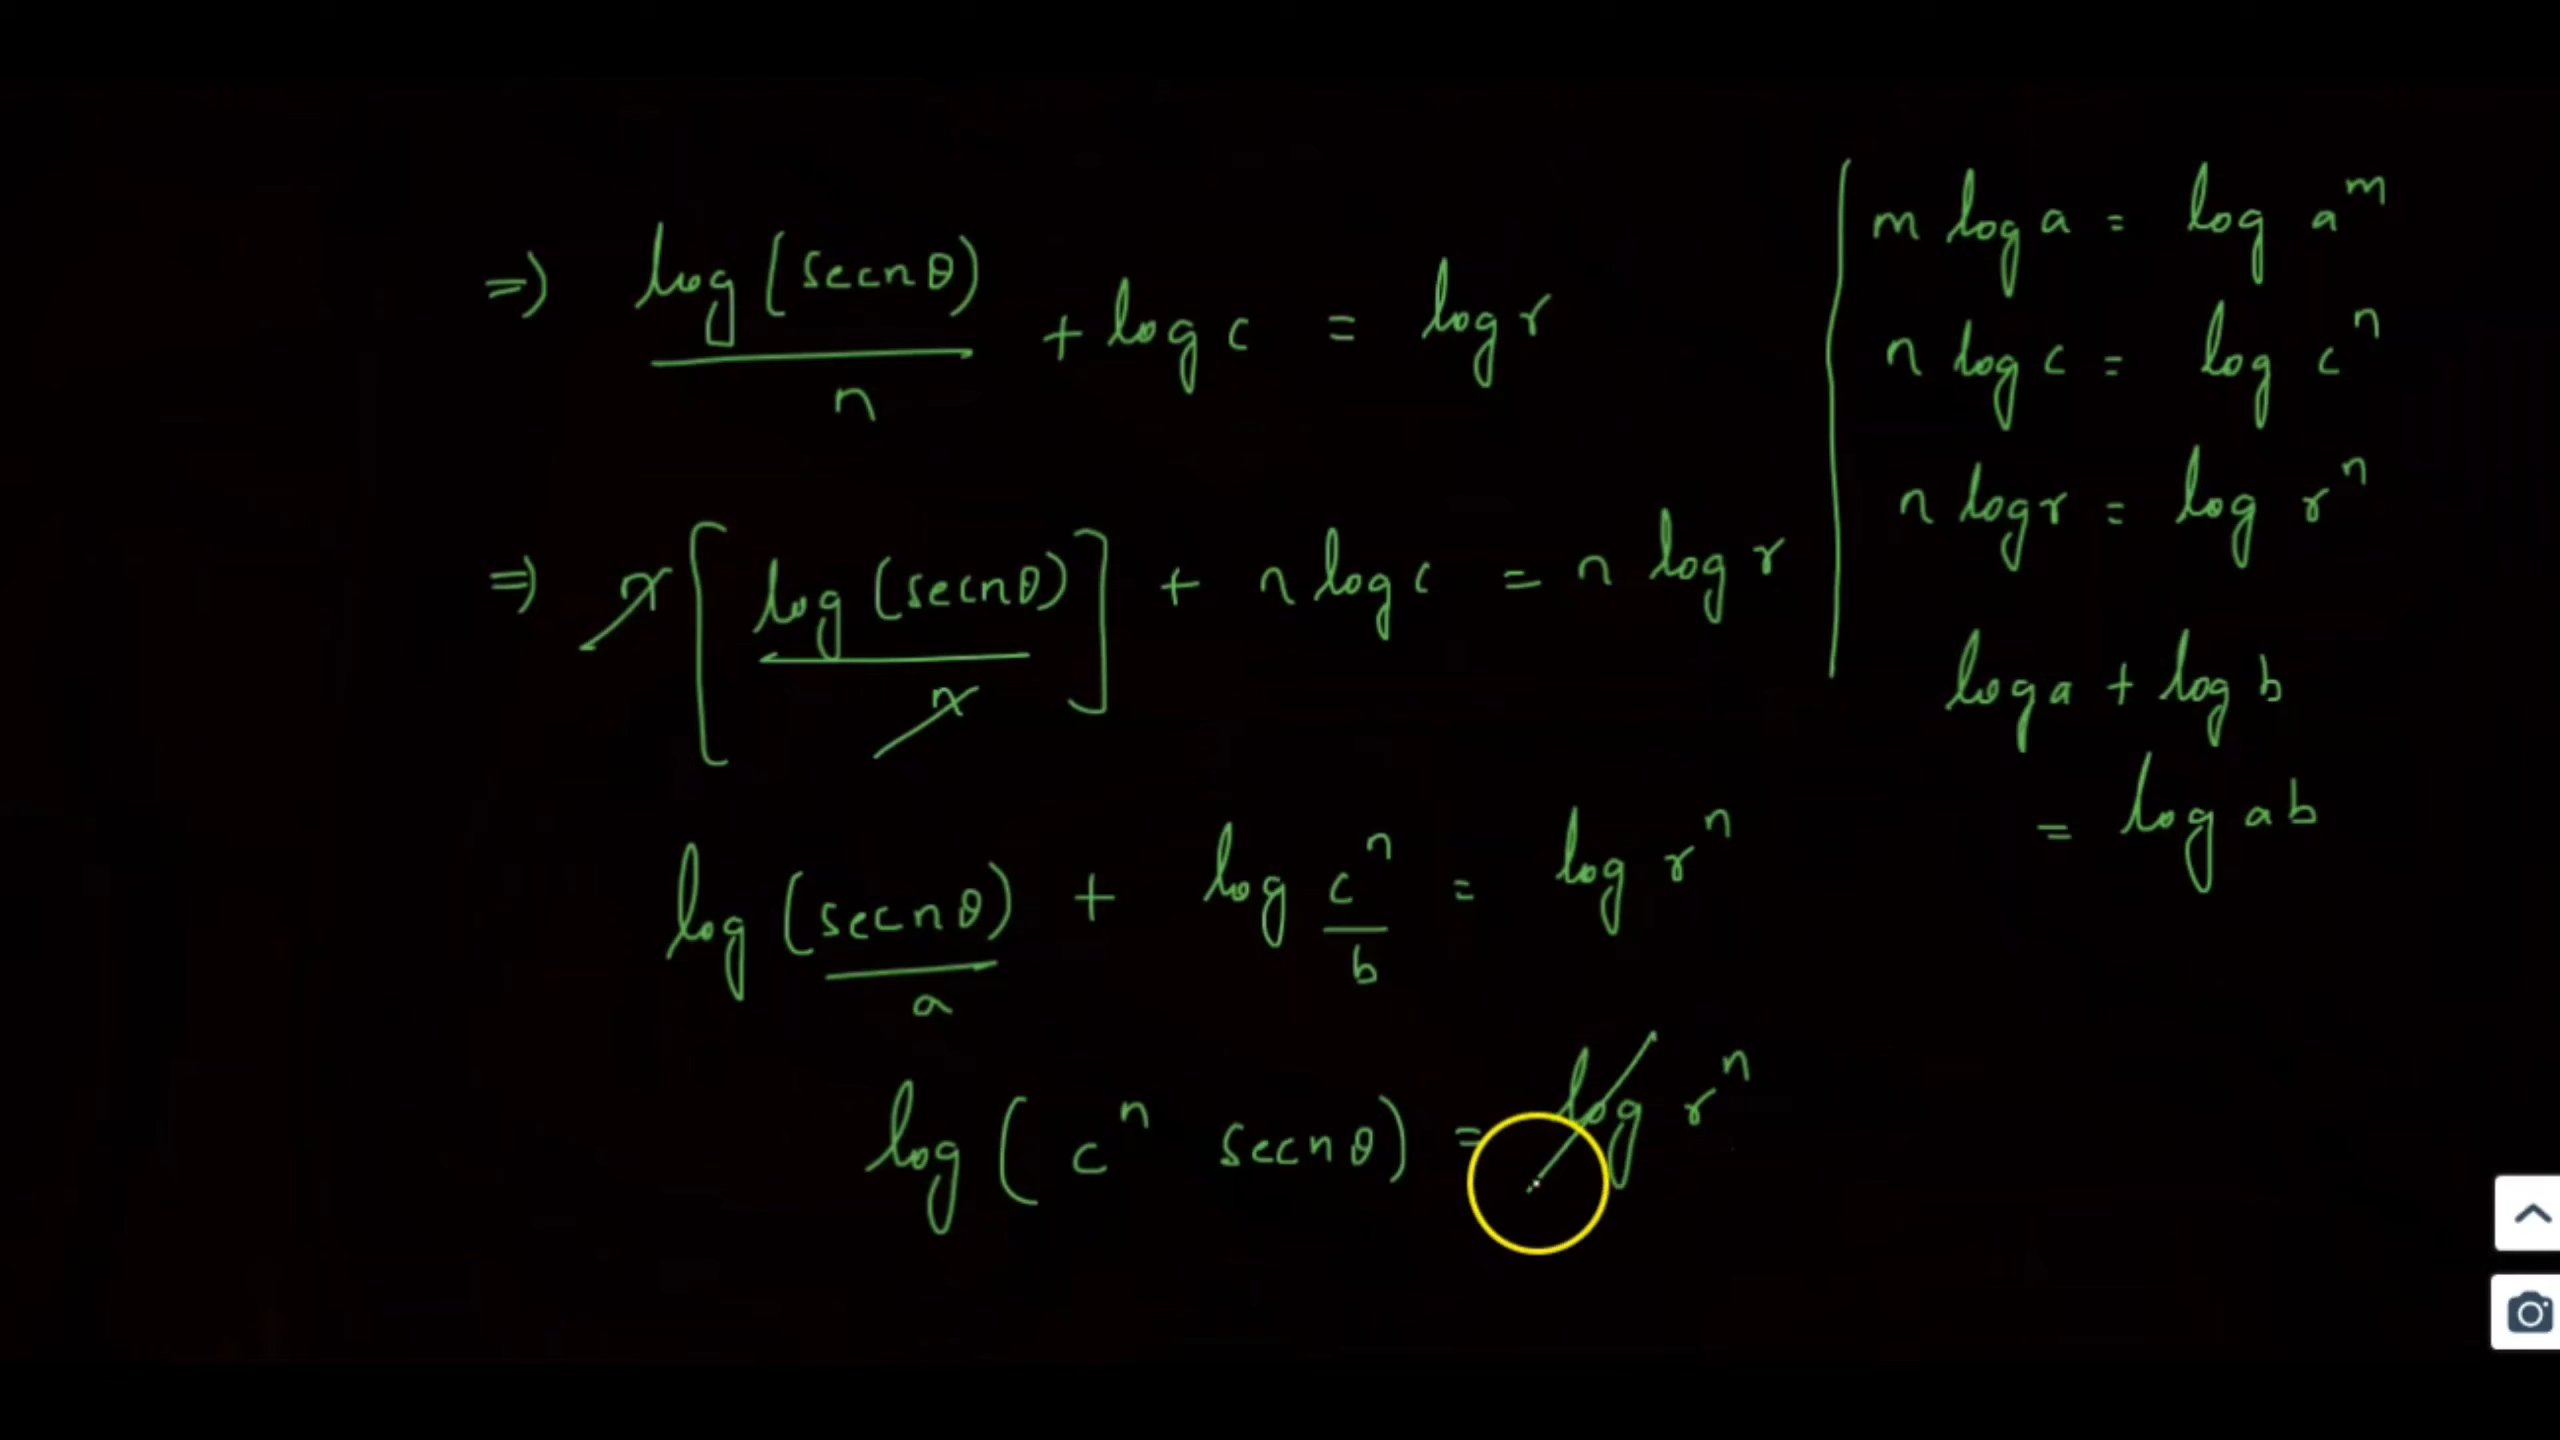 ⇒ log(secnθ)/n + log c = log r
⇒ n[log(secnθ)/n] + n log c = n log r
log(secnθ) + log c^n = log r^n
a b
log(c^n secnθ) = log r^n
m log a = log a^m
n log c = log c^n
n log r = log r^n
log a + log b
= log ab